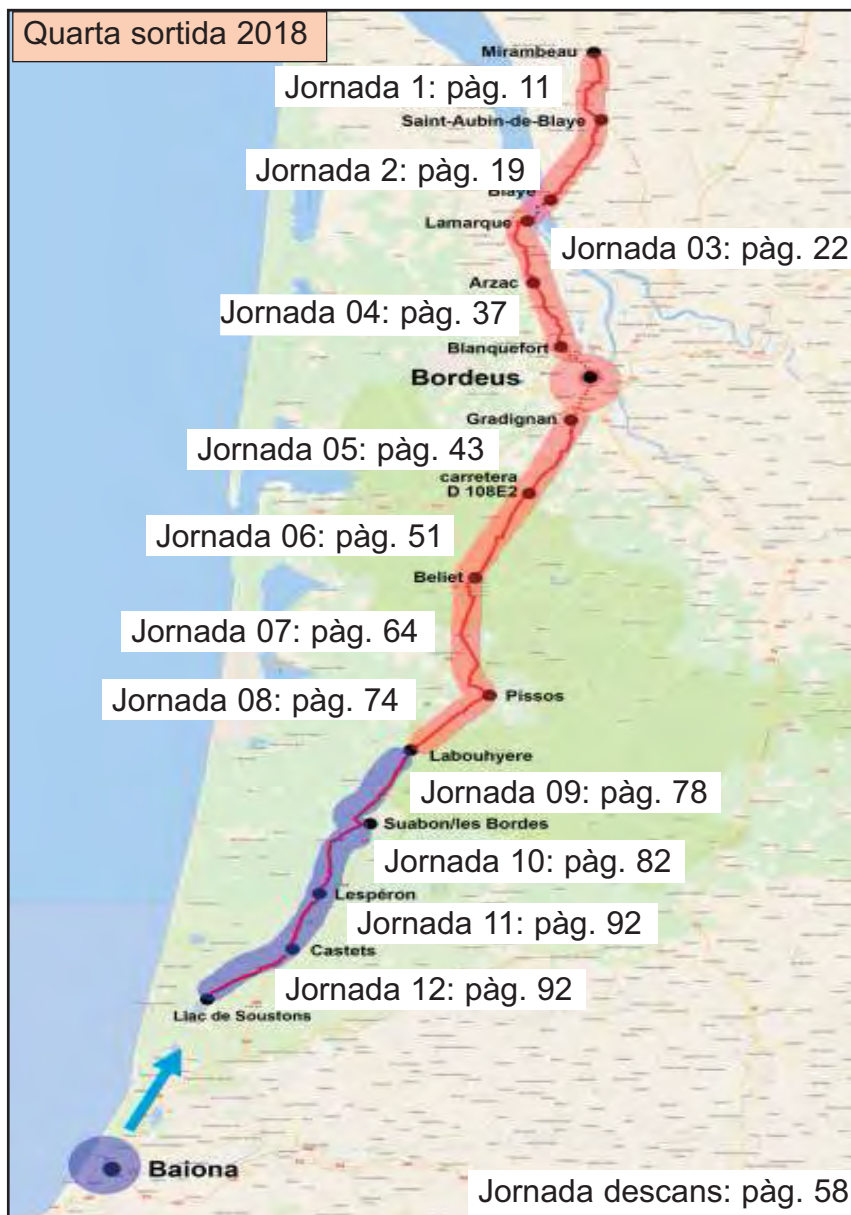 Quarta sortida 2018
Mirambeau
Jornada 1: pàg. 11
Saint-Aubin-de-Blaye
Jornada 2: pàg. 19
Blaye
Lamarque
Jornada 03: pàg. 22
Arzac
Jornada 04: pàg. 37
Blanquefort
Bordeus
Gradignan
Jornada 05: pàg. 43
carretera
D 108E2
Jornada 06: pàg. 51
Beliet
Jornada 07: pàg. 64
Jornada 08: pàg. 74
Pissos
Labouhyere
Jornada 09: pàg. 78
Suabon/les Bordes
Jornada 10: pàg. 82
Lespéron
Jornada 11: pàg. 92
Castets
Jornada 12: pàg. 92
Llac de Soustons
Baiona
Jornada descans: pàg. 58